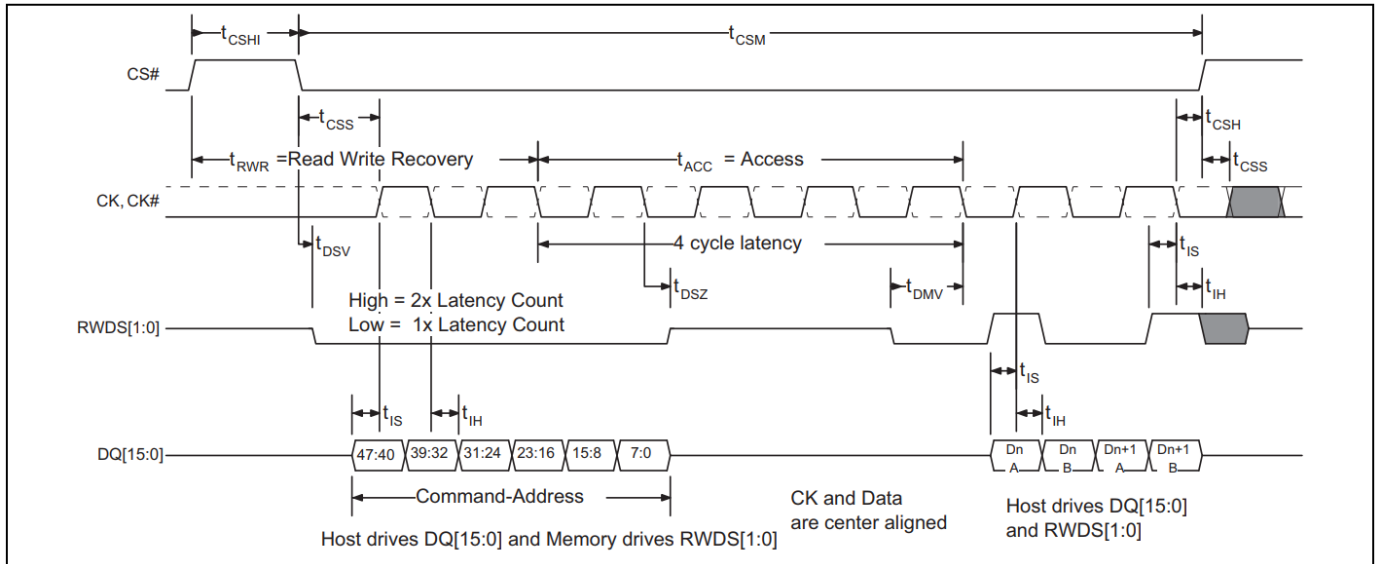 tCSHI
tCSM
CS#
tCSS
tCSH
tRWR =Read Write Recovery
tACC = Access
tCSS
CK, CK#
tDSV
4 cycle latency
tIS
tDSZ
tDMV
tIH
High = 2x Latency Count
Low = 1x Latency Count
RWDS[1:0]
tIS
tIS
tIH
tIH
DQ[15:0]
47:40 39:32 31:24 23:16 15:8 7:0
Dn A Dn B Dn+1 A Dn+1 B
Command-Address
CK and Data
are center aligned
Host drives DQ[15:0]
and RWDS[1:0]
Host drives DQ[15:0] and Memory drives RWDS[1:0]